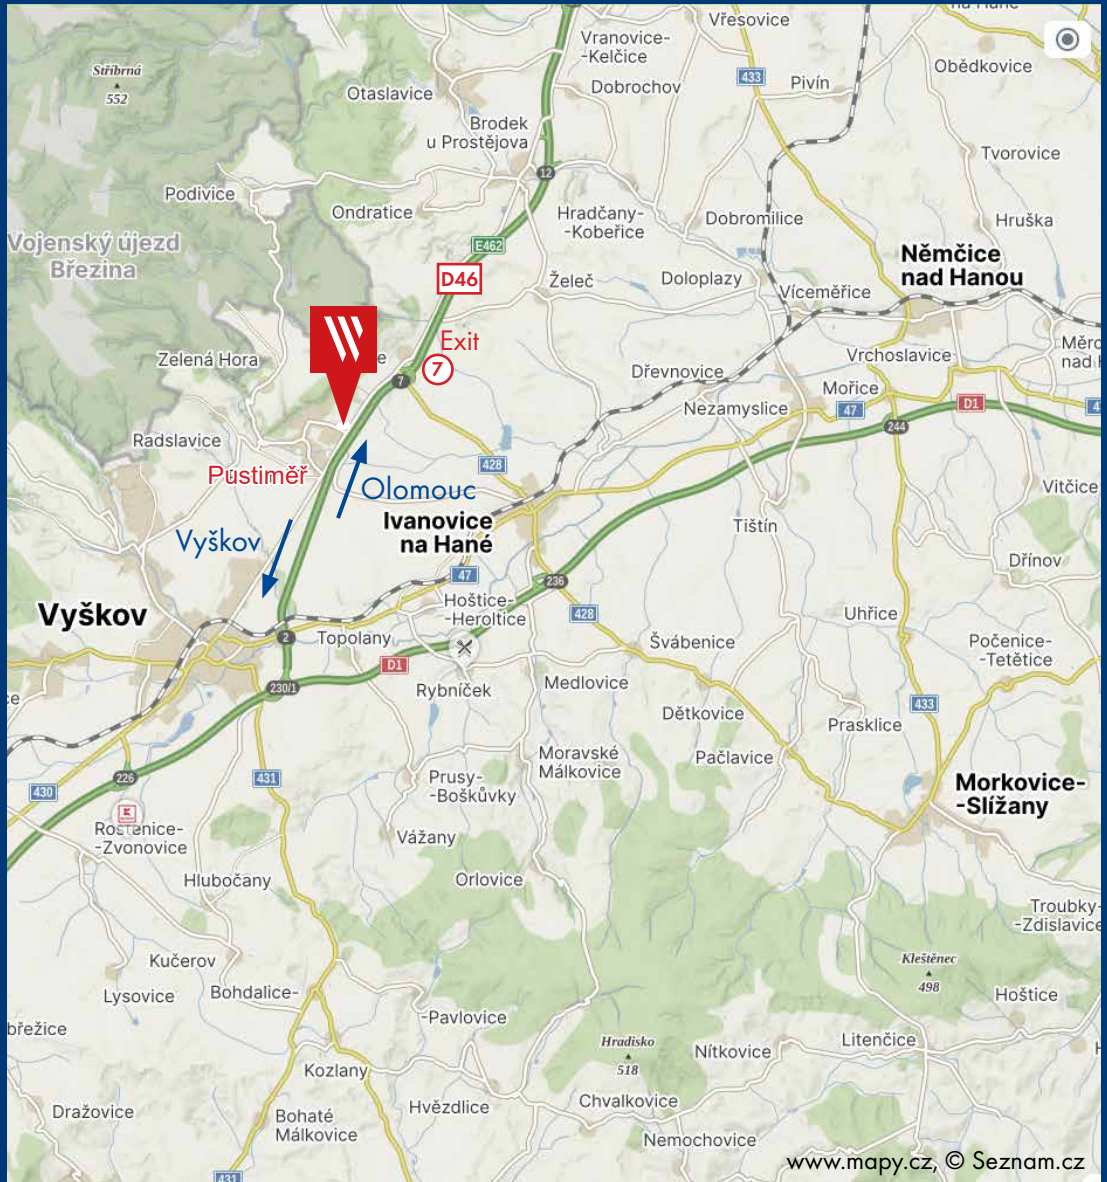 na Hané
Vřesovice
Vranovice-
-Kelčice
Stříbrná
552
433
Obědkovice
Otaslavice
Dobrochov
Pivín
Brodek
u Prostějova
Tvorovice
12
Podivice
Ondratice
Hradčany-
-Kobeřice
Dobromilice
Hruška
Vojenský újezd
Březina
E462
Němčice
nad Hanou
D46
Želeč
Doloplazy
Víceměřice
Exit
7
Zelená Hora
Vrchoslavice
7
Dřevnovice
Mořice
Nezamyslice
47
D1
244
Radslavice
428
Pustiměř
Olomouc
Vitčice
Ivanovice
na Hané
Tištín
Vyškov
Dřínov
47
236
Vyškov
Hoštice-
-Heroltice
428
Uhřice
2
Topolany
Švábenice
Počenice-
-Tetětice
D1
230/1
Rybníček
Medlovice
433
Dětkovice
Prasklice
Moravské
Málkovice
Pačlavice
226
431
430
Prusy-
-Boškůvky
Morkovice-
-Slížany
Rostěnice-
-Zvonovice
Vážany
Hlubočany
Orlovice
Troubky-
-Zdislavice
Kučerov
Kleštěnec
498
Lysovice
Bohdalice-
Hoštice
-Pavlovice
Hradisko
518
Nítkovice
Litenčice
Kozlany
Dražovice
Bohaté
Málkovice
Hvězdlice
Chvalkovice
Nemochovice
431
www.mapy.cz, © Seznam.cz